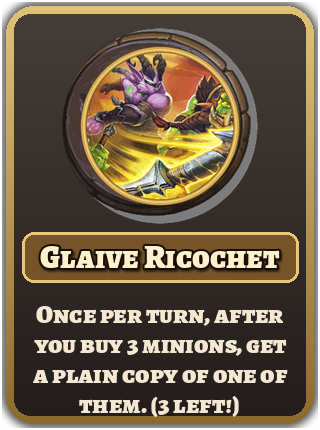 Glaive Ricochet
Once per turn, after
you buy 3 minions, get
a plain copy of one of
them. (3 left!)